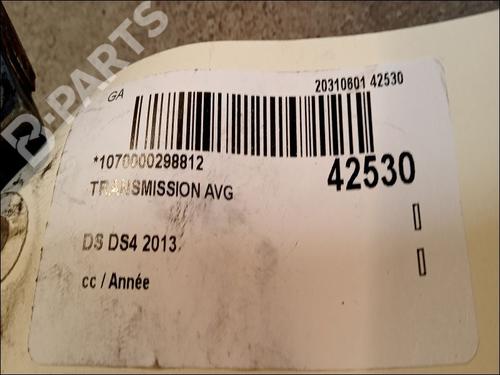 B-PARTS
GA
20310601 42530
*1070000298812
42530
TRANSMISSION AVG
DS DS4 2013
cc / Année